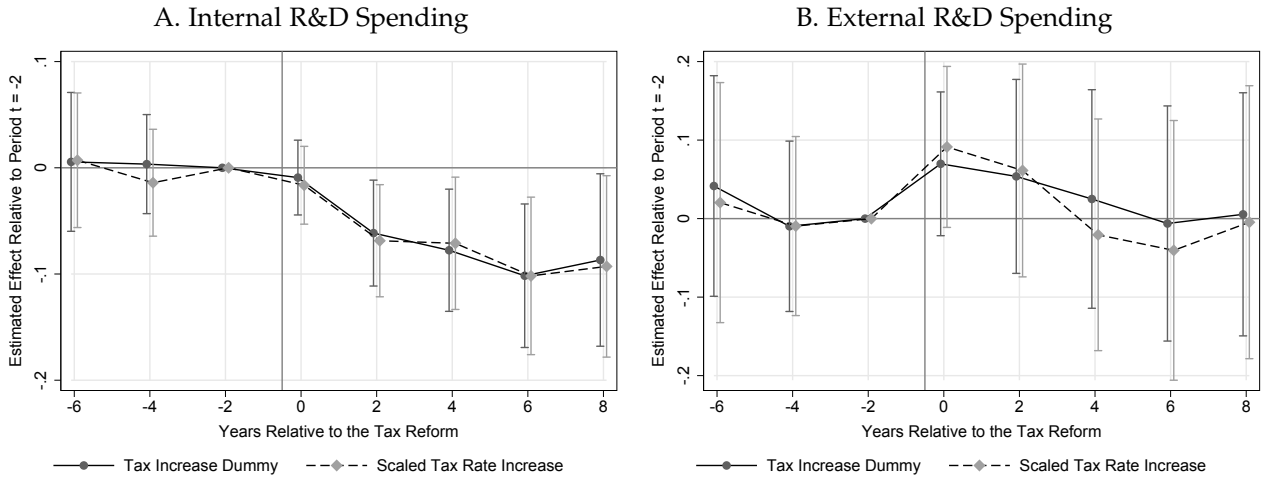 A. Internal R&D Spending
Estimated Effect Relative to Period t = -2
.1
0
-.1
-.2
-6 -4 -2 0 2 4 6 8
Years Relative to the Tax Reform
Tax Increase Dummy Scaled Tax Rate Increase
B. External R&D Spending
Estimated Effect Relative to Period t = -2
.2
.1
0
-.1
-.2
-6 -4 -2 0 2 4 6 8
Years Relative to the Tax Reform
Tax Increase Dummy Scaled Tax Rate Increase